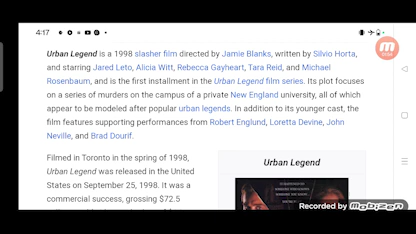 4:17
Urban Legend is a 1998 slasher film directed by Jamie Blanks, written by Silvio Horta,
and starring Jared Leto, Alicia Witt, Rebecca Gayheart, Tara Reid, and Michael
Rosenbaum, and is the first installment in the Urban Legend film series. Its plot focuses
on a series of murders on the campus of a private New England university, all of which
appear to be modeled after popular urban legends. In addition to its younger cast, the
film features supporting performances from Robert Englund, Loretta Devine, John
Neville, and Brad Dourif.
Filmed in Toronto in the spring of 1998,
Urban Legend was released in the United
States on September 25, 1998. It was a
commercial success, grossing $72.5
Urban Legend
Recorded by Mobizen